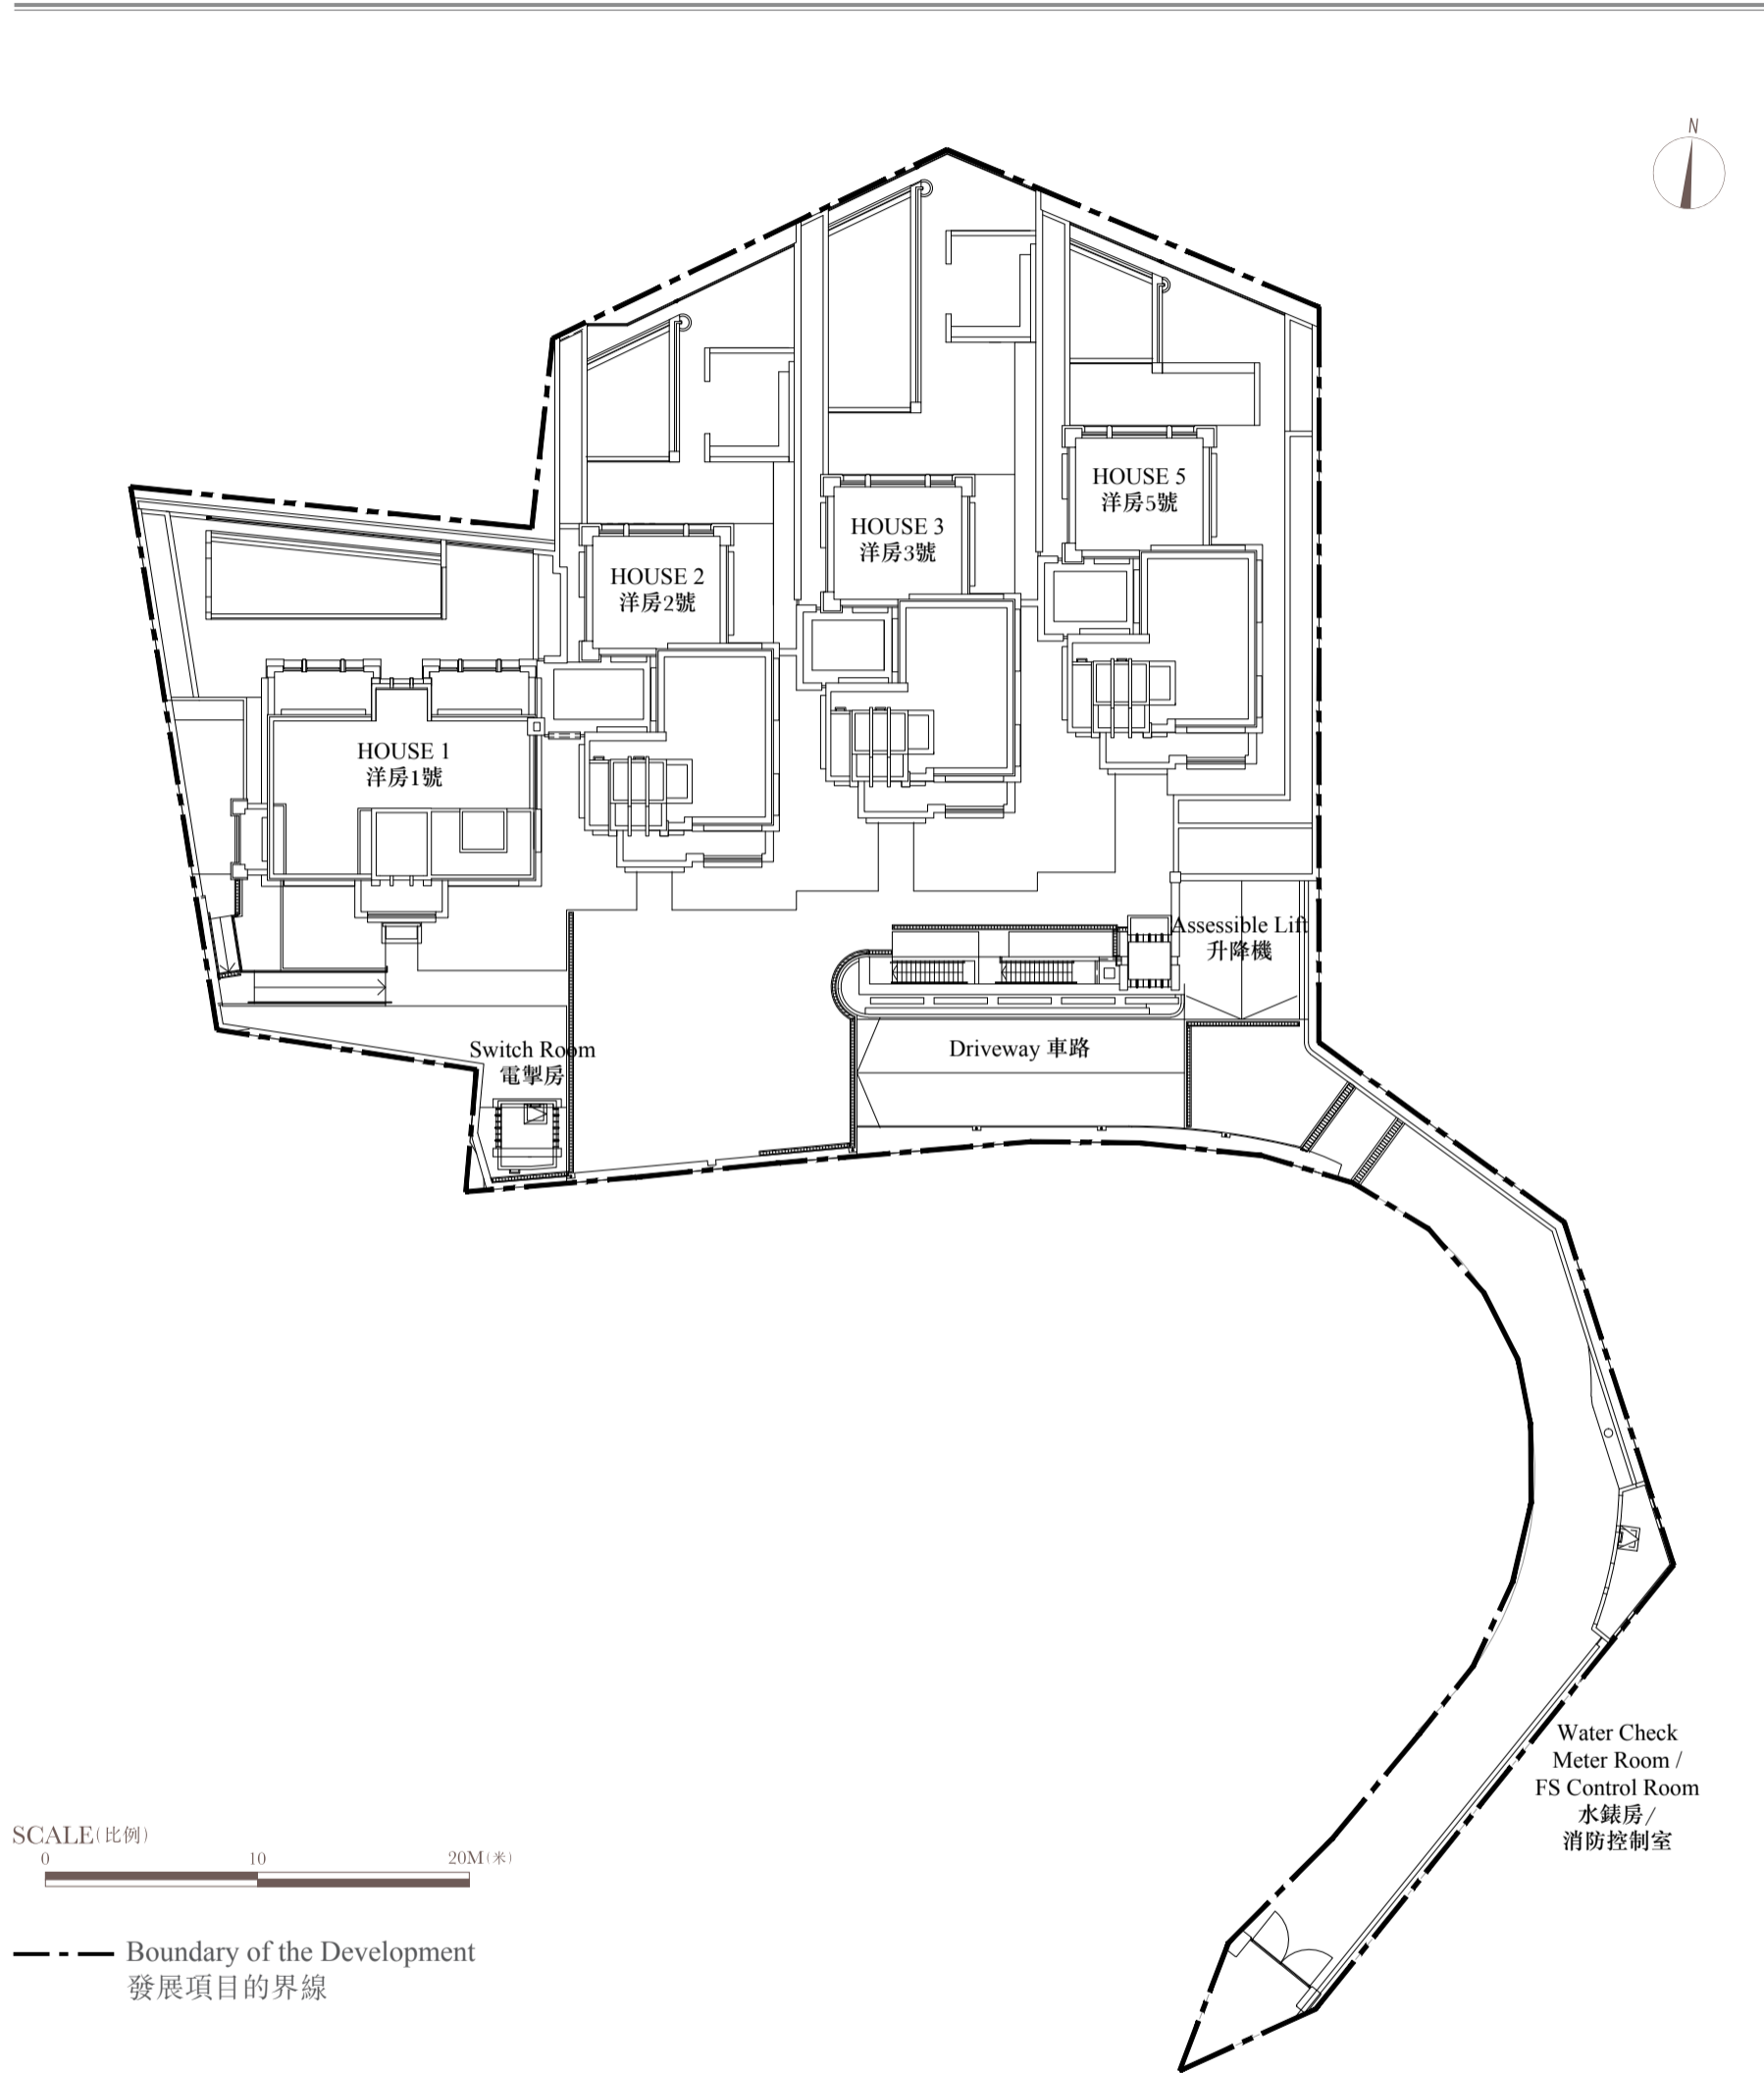 N
HOUSE 5
洋房5號
HOUSE 3
洋房3號
HOUSE 2
洋房2號
HOUSE 1
洋房1號
Assessible Lift
升降機
Switch Room
電掣房
Driveway 車路
Water Check
Meter Room /
FS Control Room
水錶房/
消防控制室
SCALE(比例)
0 10 20M(米)
Boundary of the Development
發展項目的界線